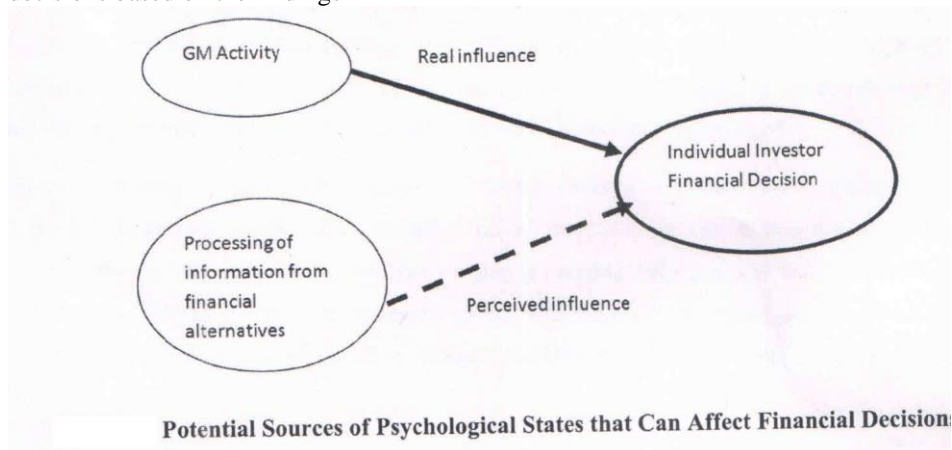 GM Activity
Real influence
Individual Investor
Financial Decision
Processing of
information from
financial
alternatives
Perceived influence
Potential Sources of Psychological States that Can Affect Financial Decisions